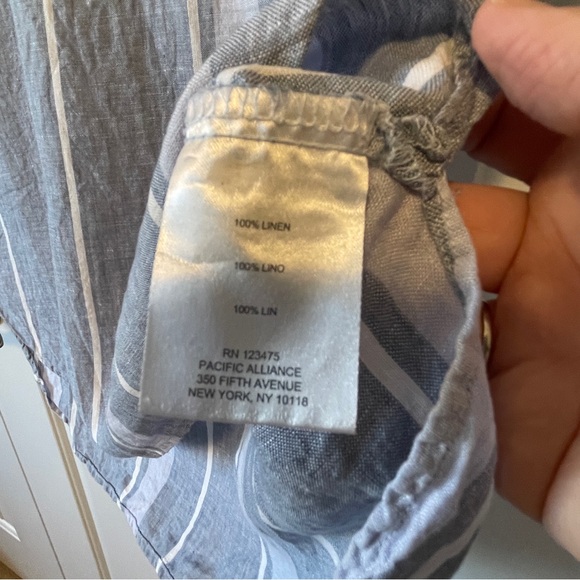 100% LINEN
100% LINO
100% LIN
RN 123475
PACIFIC ALLIANCE
350 FIFTH AVENUE
NEW YORK, NY 10118